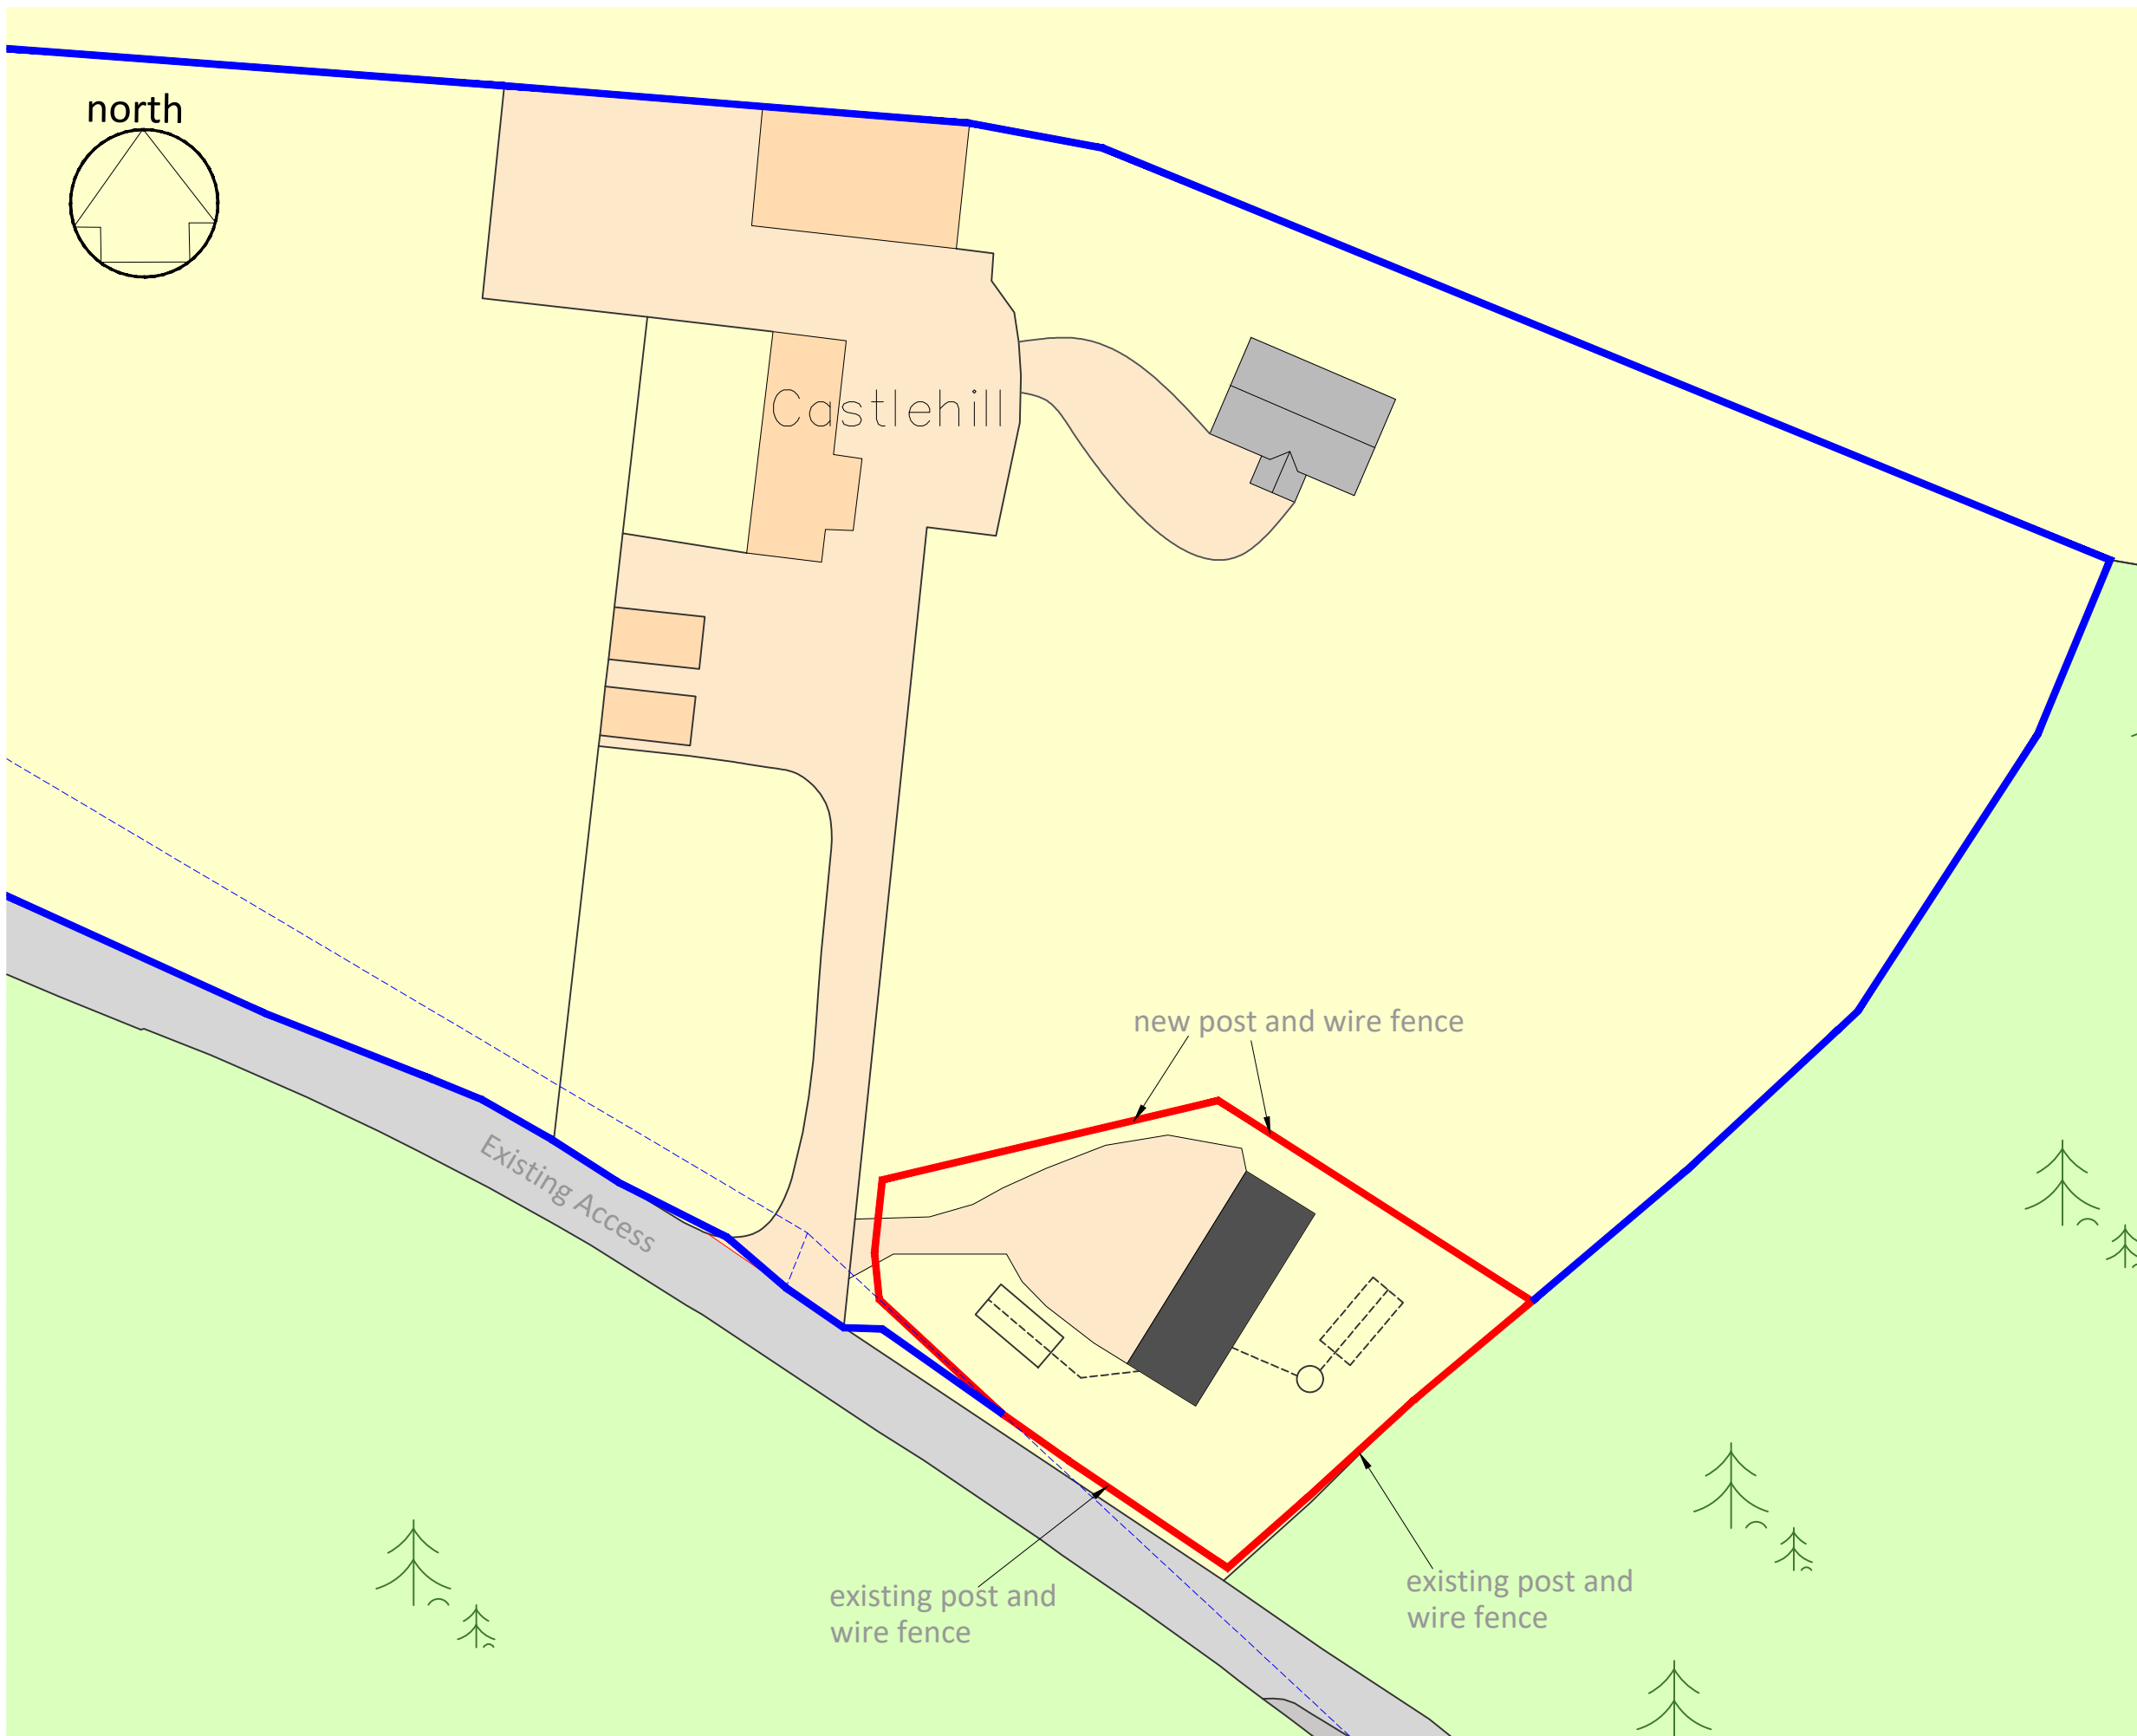 north
Castlehill
new post and wire fence
Existing Access
existing post and
wire fence
existing post and
wire fence